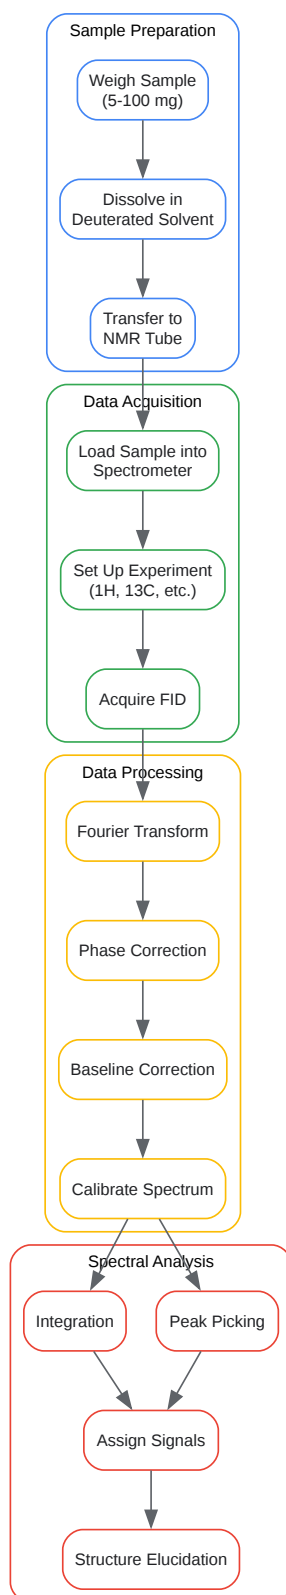 Sample Preparation
Weigh Sample
(5-100 mg)
Dissolve in
Deuterated Solvent
Transfer to
NMR Tube
Data Acquisition
Load Sample into
Spectrometer
Set Up Experiment
(1H, 13C, etc.)
Acquire FID
Data Processing
Fourier Transform
Phase Correction
Baseline Correction
Calibrate Spectrum
Spectral Analysis
Integration
Peak Picking
Assign Signals
Structure Elucidation